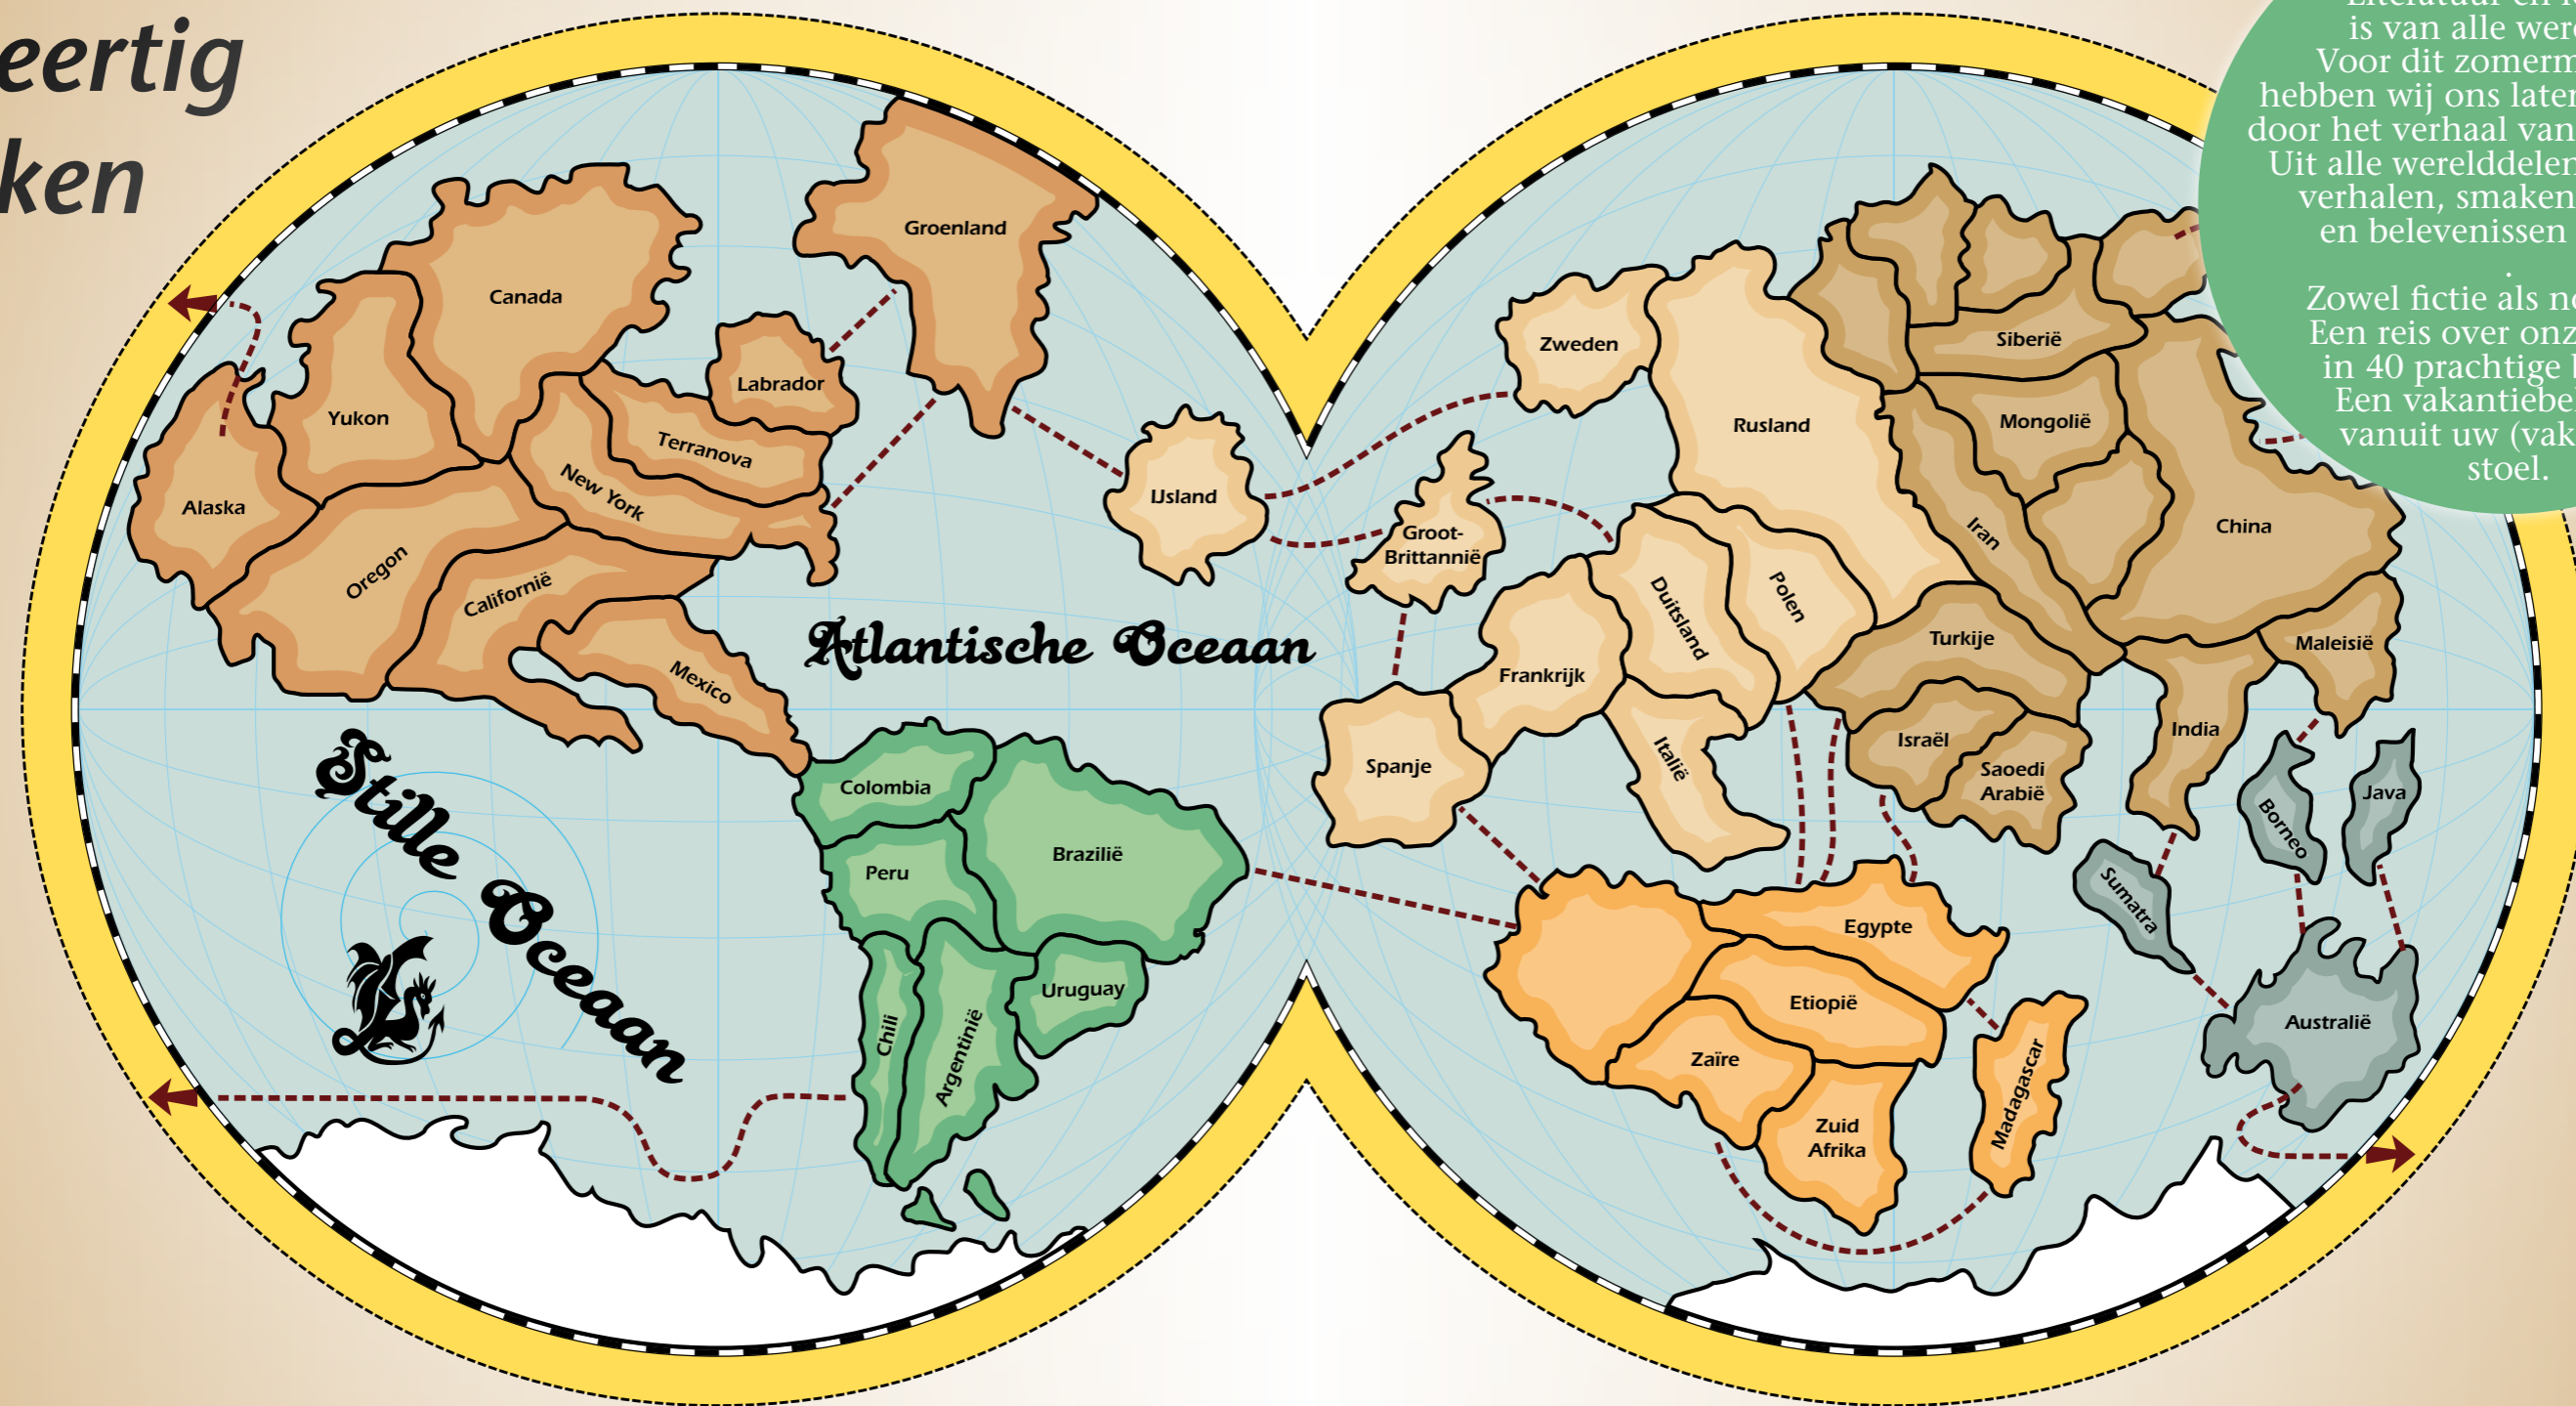 eertig
ken
Literatuur en
is van alle were
Voor dit zomerm
hebben wij ons laten
door het verhaal van
Uit alle werelddelen
verhalen, smaken
en belevenissen
.
Zowel fictie als no
Een reis over onz
in 40 prachtige
Een vakantiebe
vanuit uw (vak
stoel.
Groenland
Canada
Labrador
Yukon
Terranova
New York
Alaska
Oregon
Californië
Mexico
IJsland
Atlantische Oceaan
Stille Oceaan
Colombia
Peru
Brazilië
Chili
Argentinië
Uruguay
Zweden
Rusland
Siberië
Mongolië
Groot-
Brittannië
Iran
China
Duitsland
Polen
Frankrijk
Turkije
Maleisië
Spanje
Italië
Israël
Saoedi
Arabië
India
Borneo
Java
Sumatra
Egypte
Etiopië
Zaïre
Zuid
Afrika
Madagascar
Australië